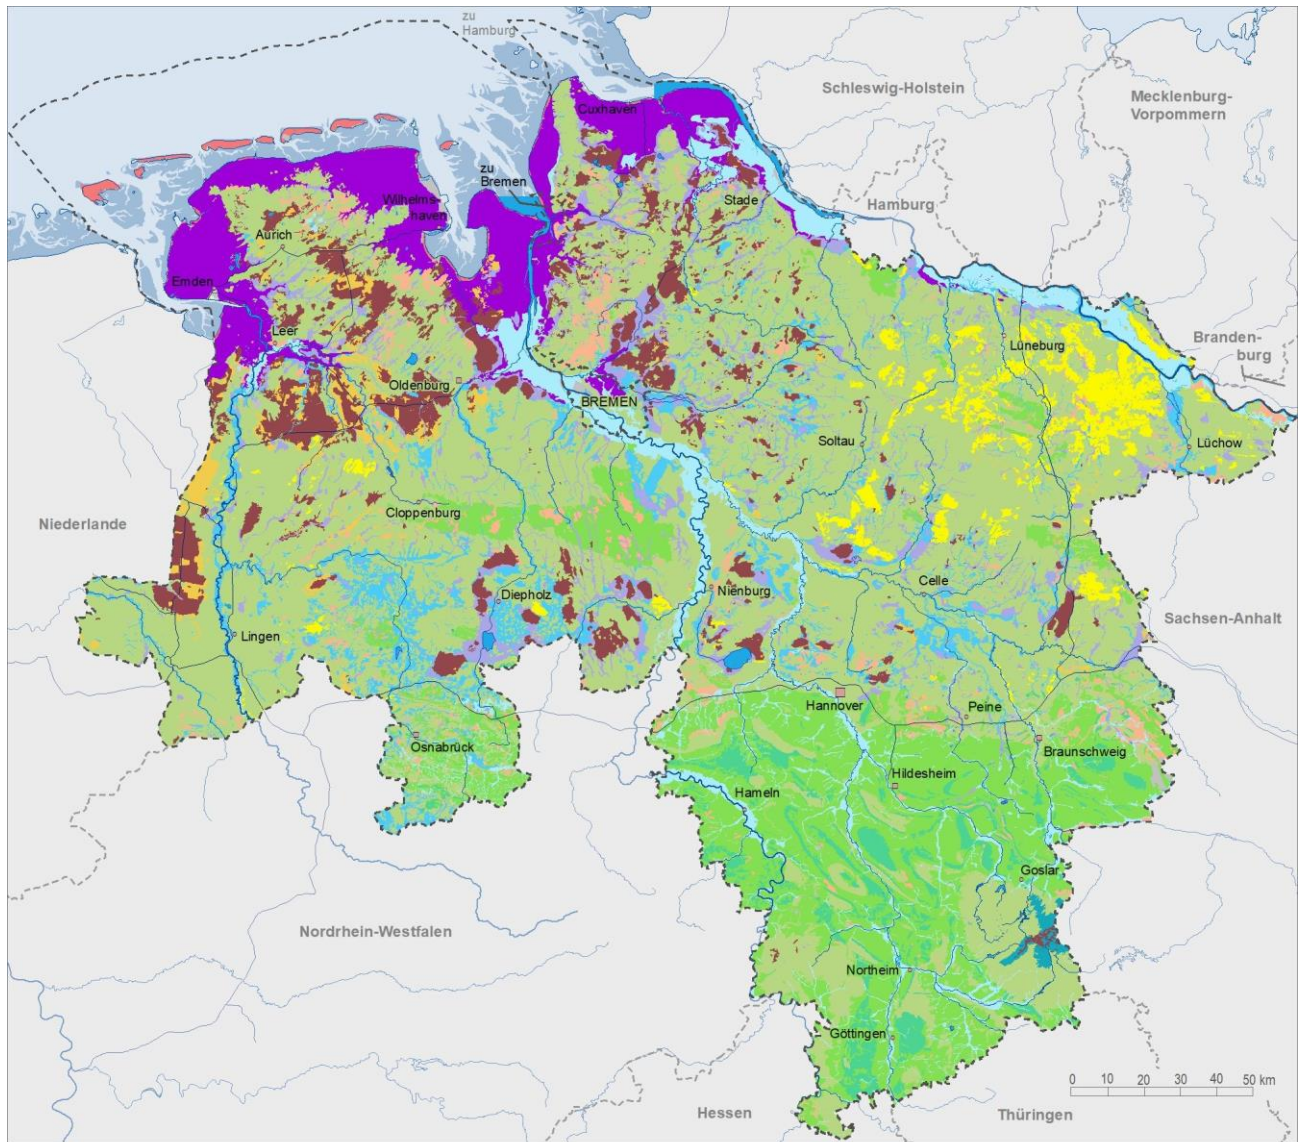 zu
Hamburg
Schleswig-Holstein
Mecklenburg-
Vorpommern
Cuxhaven
zu
Bremen
Wilhelms-
haven
Stade
Hamburg
Aurich
Emden
Leer
Lüneburg
Branden-
burg
Oldenburg
BREMEN
Soltau
Lüchow
Niederlande
Cloppenburg
Celle
Diepholz
Nienburg
Sachsen-Anhalt
Lingen
Hannover
Peine
Osnabrück
Braunschweig
Hildesheim
Hameln
Goslar
Nordrhein-Westfalen
Northeim
Göttingen
0 10 20 30 40 50 km
Hessen
Thüringen